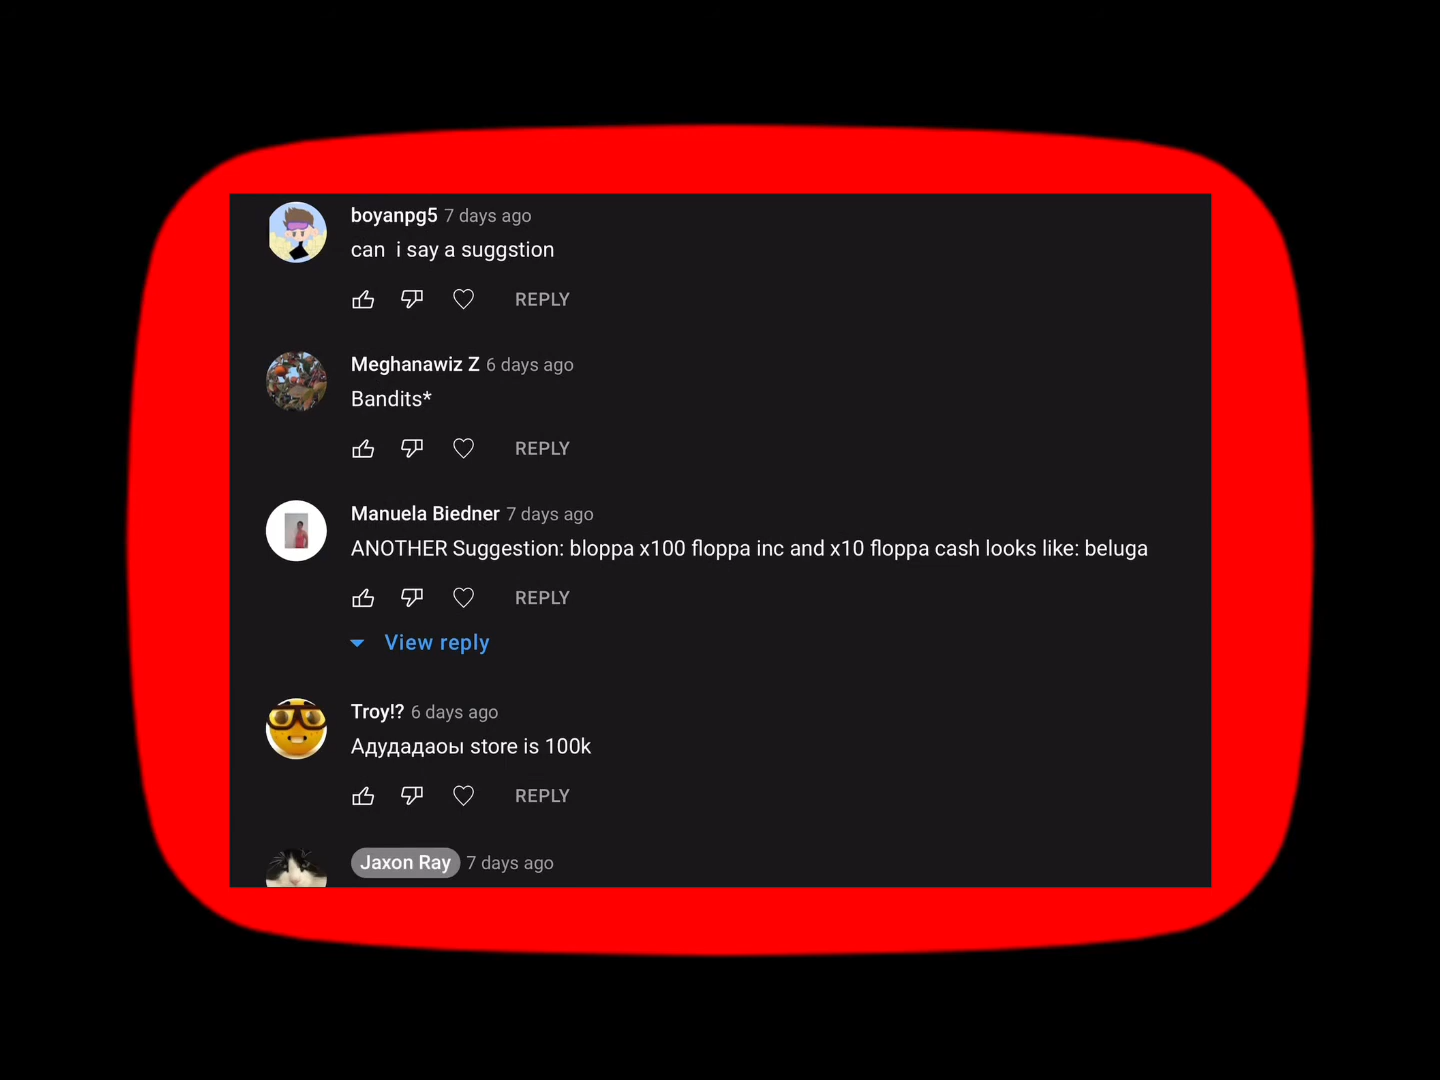 boyanpg5 7 days ago
can i say a suggstion
REPLY
Meghanawiz Z 6 days ago
Bandits*
REPLY
Manuela Biedner 7 days ago
ANOTHER Suggestion: bloppa x100 floppa inc and x10 floppa cash looks like: beluga
REPLY
View reply
Troy!? 6 days ago
Адудадаоы store is 100k
REPLY
Jaxon Ray 7 days ago